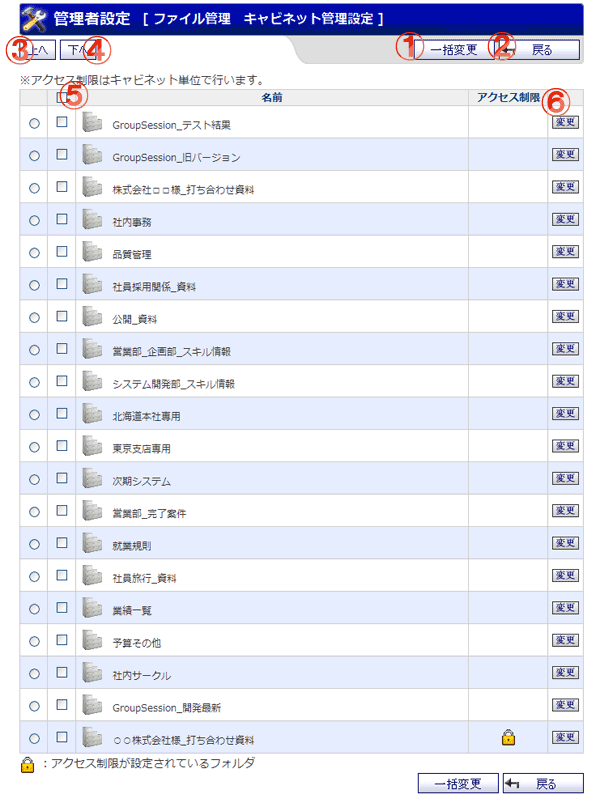 管理者設定 [ ファイル管理　キャビネット管理設定 ]
③ 上へ ④ 下へ ① 一括変更 ② 戻る
※アクセス制限はキャビネット単位で行います。
⑤ 名前 アクセス制限 ⑥
GroupSession_テスト結果 変更
GroupSession_旧バージョン 変更
株式会社□□様_打ち合わせ資料 変更
社内事務 変更
品質管理 変更
社員採用関係_資料 変更
公開_資料 変更
営業部_企画部_スキル情報 変更
システム開発部_スキル情報 変更
北海道本社専用 変更
東京支店専用 変更
次期システム 変更
営業部_完了案件 変更
就業規則 変更
社員旅行_資料 変更
業績一覧 変更
予算その他 変更
社内サークル 変更
GroupSession_開発最新 変更
○○株式会社様_打ち合わせ資料 変更
：アクセス制限が設定されているフォルダ
一括変更 戻る